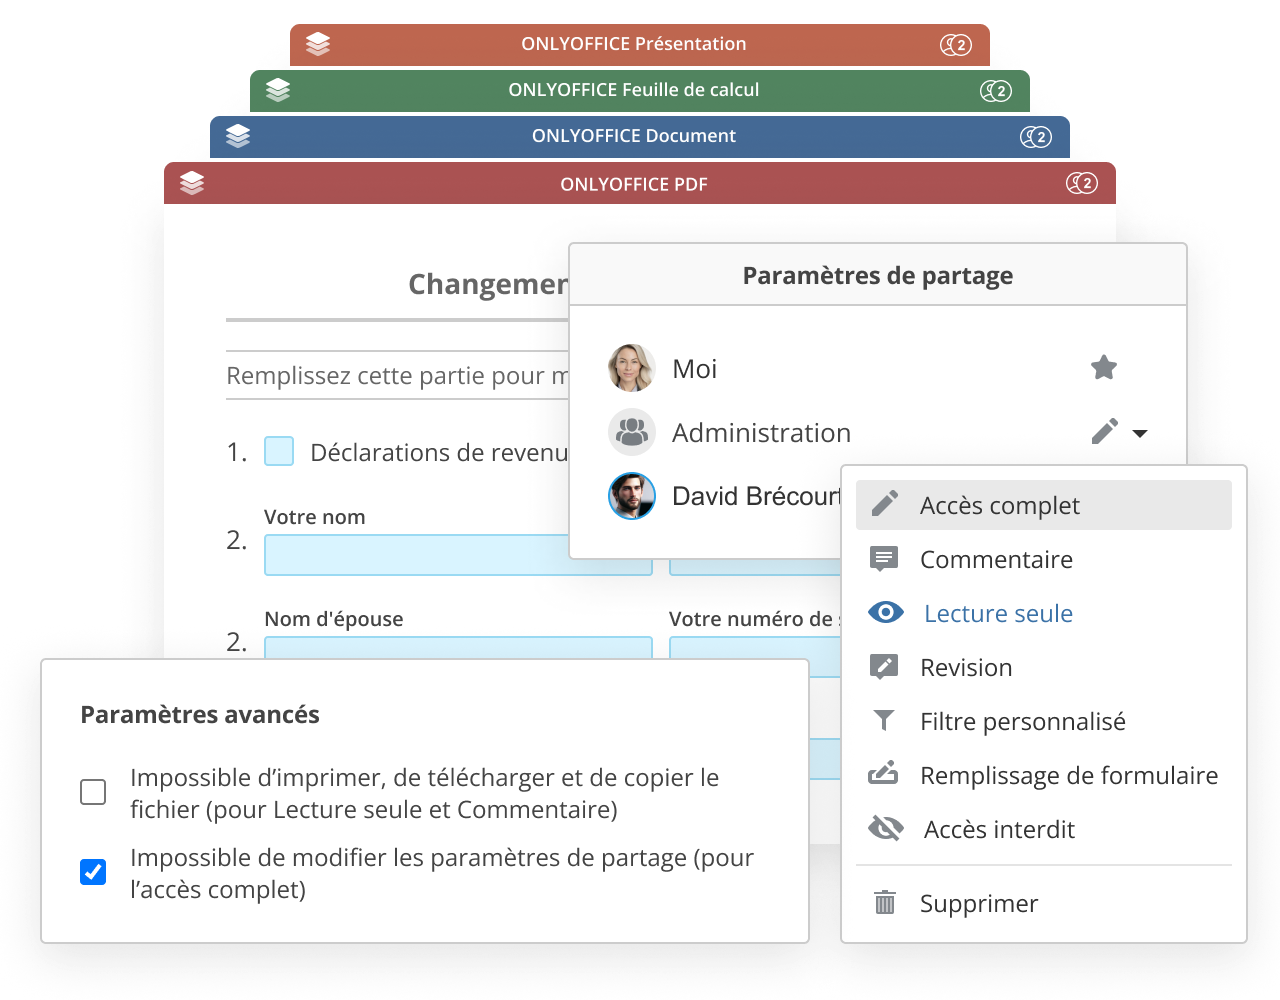 ONLYOFFICE Présentation
2
ONLYOFFICE Feuille de calcul
2
ONLYOFFICE Document
2
ONLYOFFICE PDF
2
Paramètres de partage
Moi
Administration
David Brécourt
Remplissez cette partie pour
1. Déclarations de
Votre nom
2.
Nom d'épouse
Votre numéro de
2.
Accès complet
Commentaire
Lecture seule
Revision
Filtre personnalisé
Remplissage de formulaire
Accès interdit
Supprimer
Paramètres avancés
Impossible d’imprimer, de télécharger et de copier le
fichier (pour Lecture seule et Commentaire)
Impossible de modifier les paramètres de partage (pour
l’accès complet)